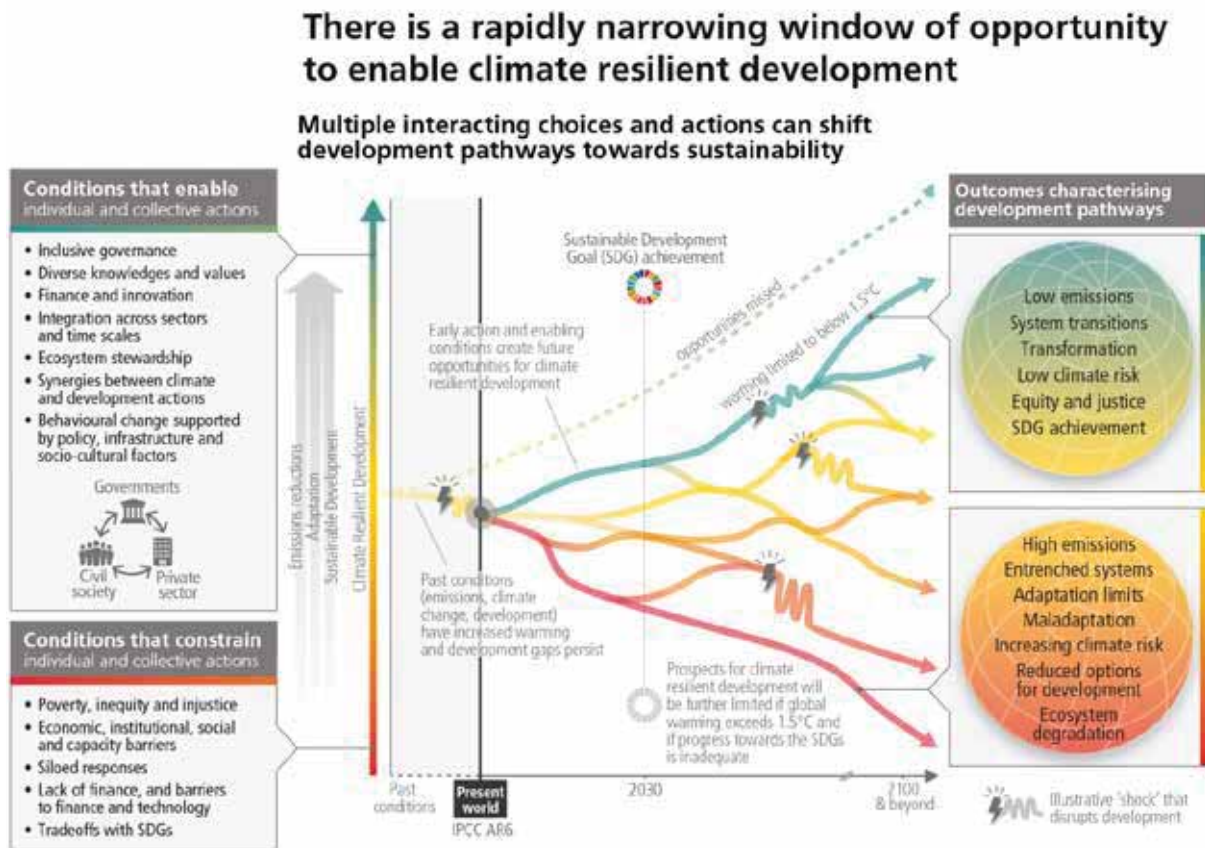 There is a rapidly narrowing window of opportunity
to enable climate resilient development
Multiple interacting choices and actions can shift
development pathways towards sustainability
Conditions that enable
individual and collective actions
• Inclusive governance
• Diverse knowledges and values
• Finance and innovation
• Integration across sectors
and time scales
• Ecosystem stewardship
• Synergies between climate
and development actions
• Behavioural change supported
by policy, infrastructure and
socio-cultural factors
Governments
Civil
society
Private
sector
Conditions that constrain
individual and collective actions
• Poverty, inequity and injustice
• Economic, institutional, social
and capacity barriers
• Siloed responses
• Lack of finance, and barriers
to finance and technology
• Tradeoffs with SDGs
Emissions reductions
Adaptation
Sustainable Development
Climate Resilient Development
Sustainable Development
Goal (SDG) achievement
Early action and enabling
conditions create future
opportunities for climate
resilient development
opportunities missed
warming limited to below 1.5°C
Past conditions
(emissions, climate
change, development)
have increased warming
and development gaps persist
Prospects for climate
resilient development will
be further limited if global
warming exceeds 1.5°C and
if progress towards the SDGs
is inadequate
Past
conditions
Present
world
IPCC AR6
2030
2100
& beyond
Outcomes characterising
development pathways
Low emissions
System transitions
Transformation
Low climate risk
Equity and justice
SDG achievement
High emissions
Entrenched systems
Adaptation limits
Maladaptation
Increasing climate risk
Reduced options
for development
Ecosystem
degradation
Illustrative 'shock' that
disrupts development